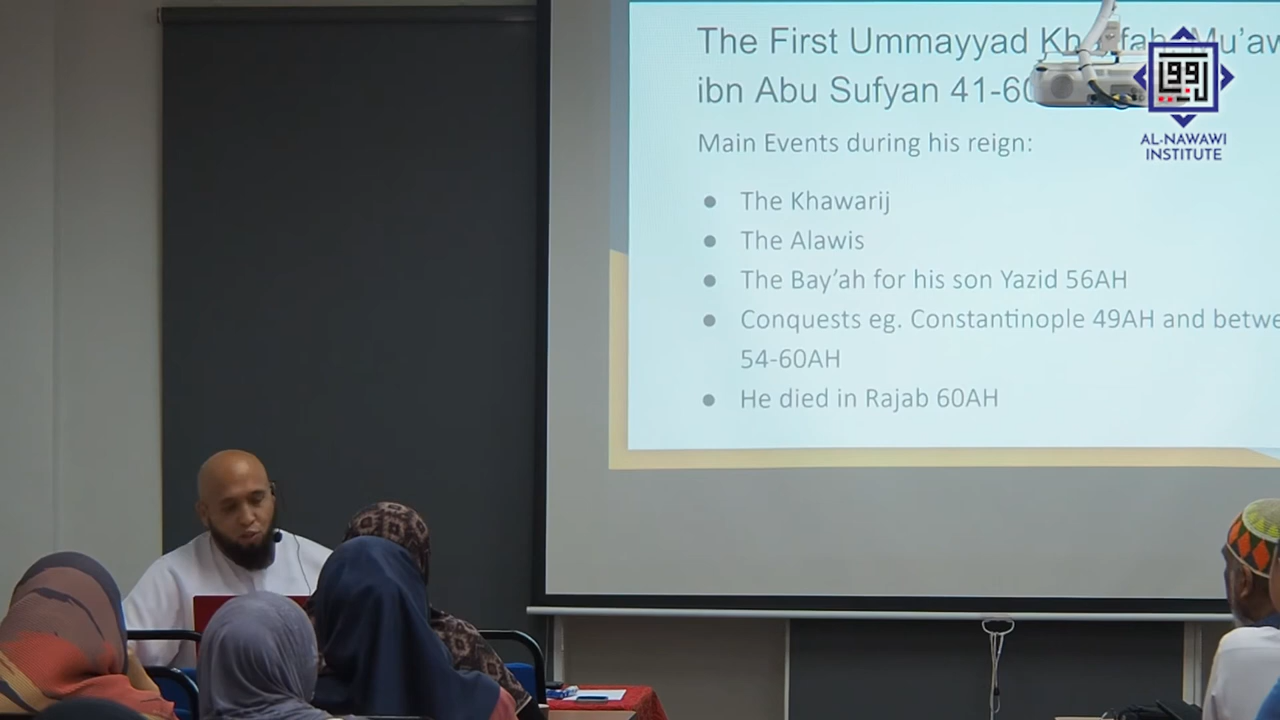 The First Ummayyad
ibn Abu Sufyan 41-60
Main Events during his reign:
● The Khawarij
● The Alawis
● The Bay’ah for his son Yazid 56AH
● Conquests eg. Constantinople 49AH and betwe
54-60AH
● He died in Rajab 60AH
AL-NAWAWI
INSTITUTE